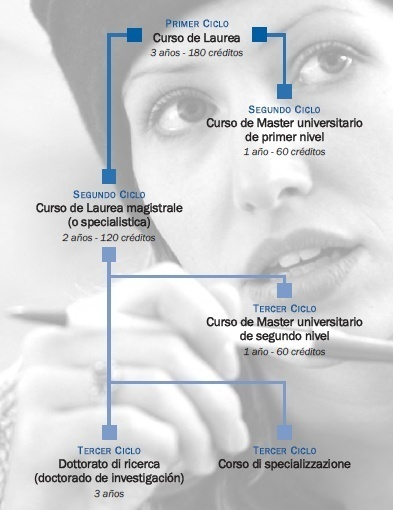 PRIMER CICLO
Curso de Laurea
3 años - 180 créditos
SEGUNDO CICLO
Curso de Master universitario
de primer nivel
1 año - 60 créditos
SEGUNDO CICLO
Curso de Laurea magistrale
(o specialistica)
2 años - 120 créditos
TERCER CICLO
Curso de Master universitario
de segundo nivel
1 año - 60 créditos
TERCER CICLO
Dottorato di ricerca
(doctorado de investigación)
3 años
TERCER CICLO
Corso di specializzazione